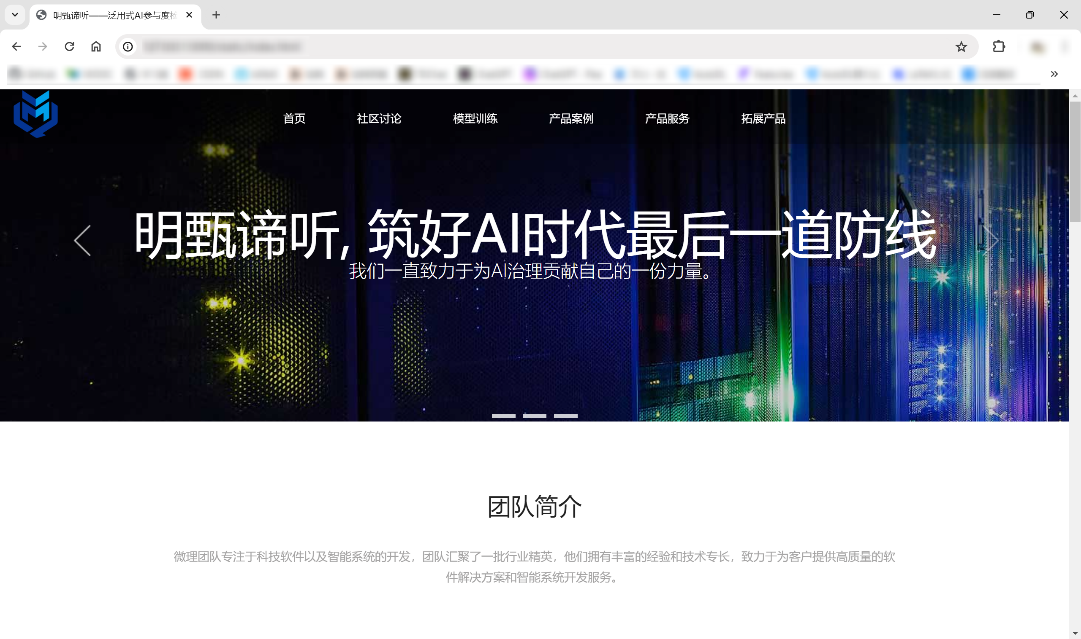 明甄谛听——泛用式AI参与度
首页
社区讨论
模型训练
产品案例
产品服务
拓展产品
明甄谛听, 筑好AI时代最后一道防线
我们一直致力于为AI治理贡献自己的一份力量。
团队简介
微理团队专注于科技软件以及智能系统的开发，团队汇聚了一批行业精英，他们拥有丰富的经验和技术专长，致力于为客户提供高质量的软
件解决方案和智能系统开发服务。